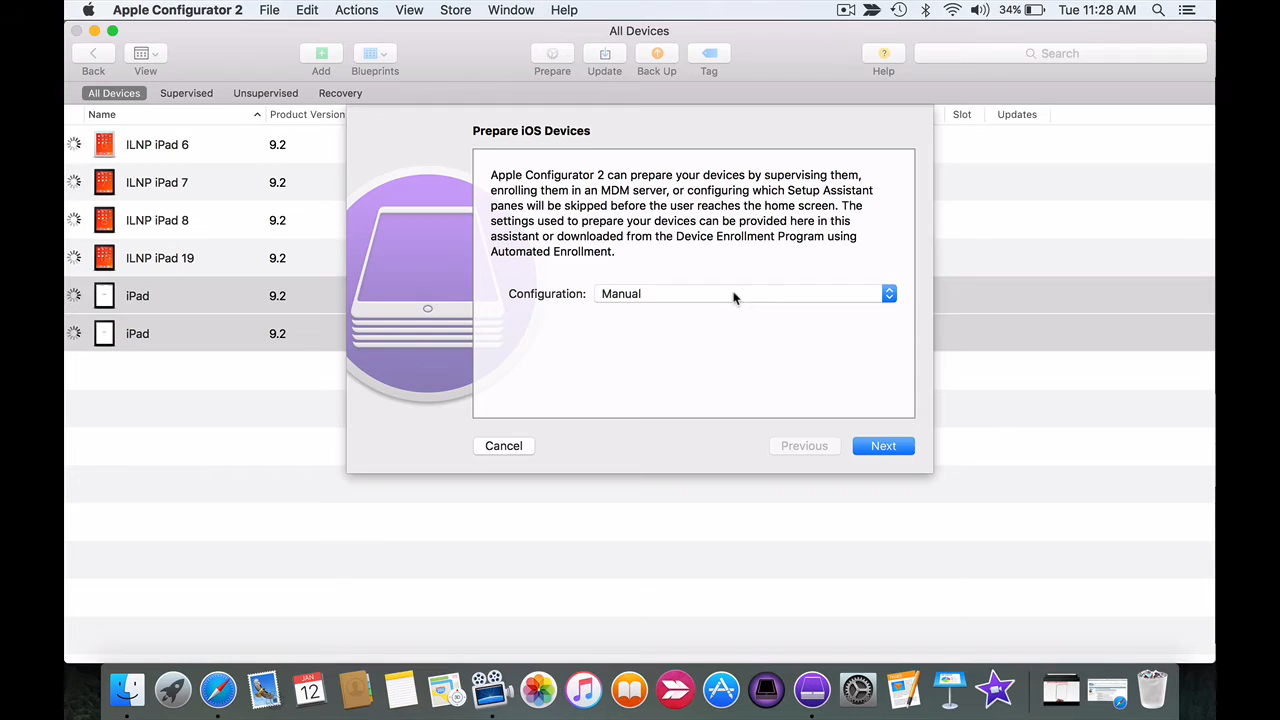 Apple Configurator 2 File Edit Actions View Store Window Help 34% Tue 11:28 AM
All Devices
Back View Add Blueprints Prepare Update Back Up Tag Help Search
All Devices Supervised Unsupervised Recovery
Name Product Version Slot Updates
ILNP iPad 6 9.2
ILNP iPad 7 9.2
ILNP iPad 8 9.2
ILNP iPad 19 9.2
iPad 9.2
iPad 9.2
Prepare iOS Devices
Apple Configurator 2 can prepare your devices by supervising them,
enrolling them in an MDM server, or configuring which Setup Assistant
panes will be skipped before the user reaches the home screen. The
settings used to prepare your devices can be provided here in this
assistant or downloaded from the Device Enrollment Program using
Automated Enrollment.
Configuration: Manual
Cancel Previous Next
JAN
12